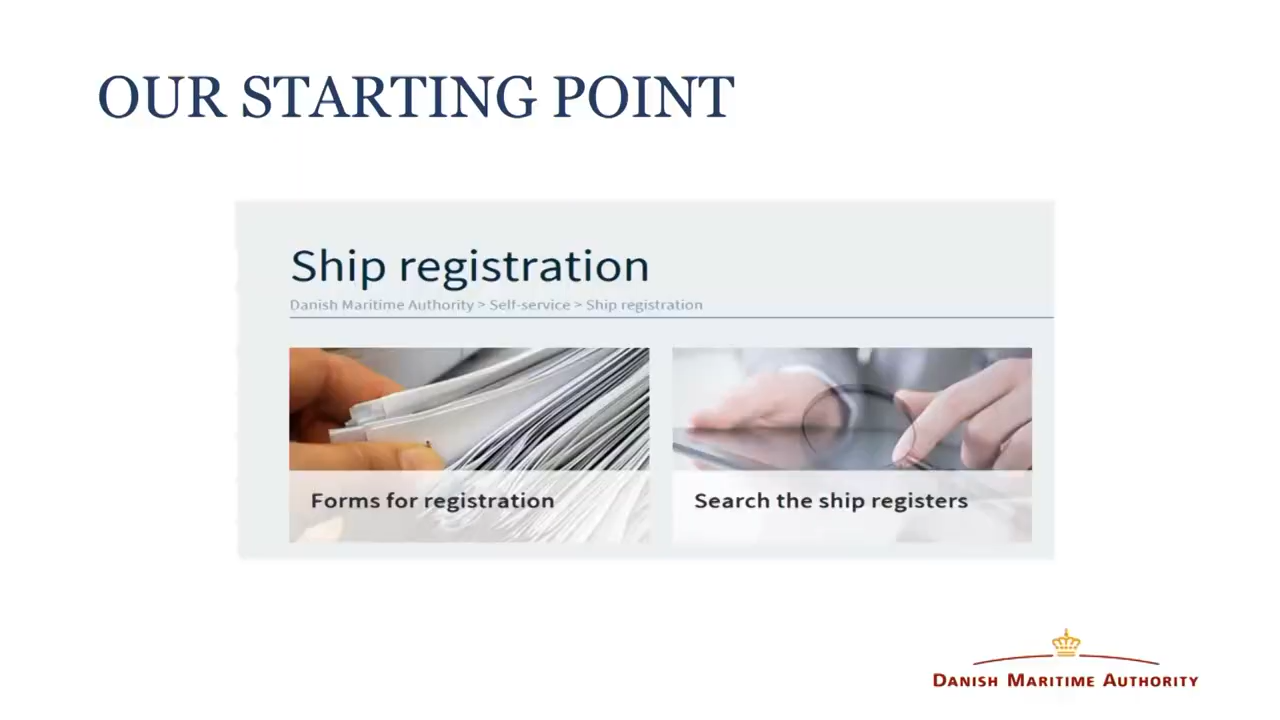 OUR STARTING POINT
Ship registration
Danish Maritime Authority > Self-service > Ship registration
Forms for registration
Search the ship registers
DANISH MARITIME AUTHORITY